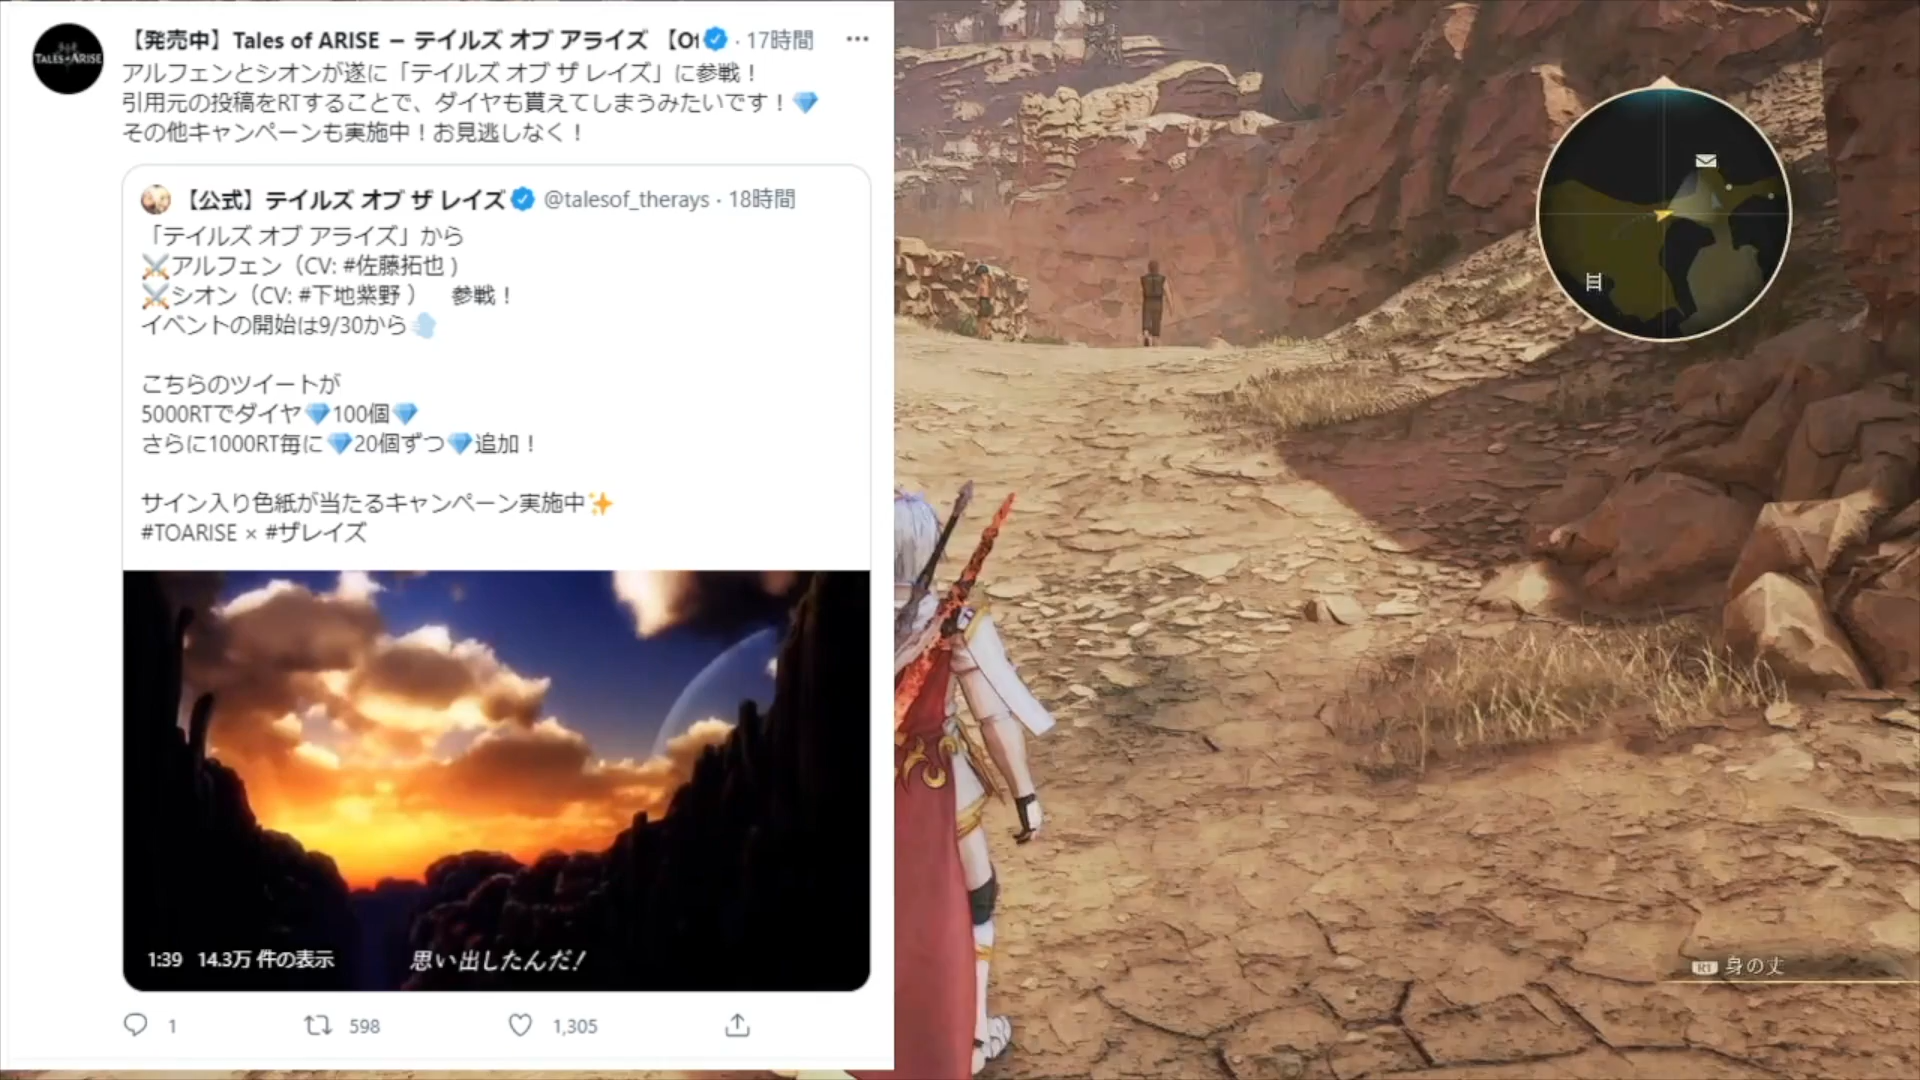 TALES of ARISE
【発売中】Tales of ARISE – テイルズ オブ アライズ 【Of · 17時間
アルフェンとシオンが遂に「テイルズ オブ ザ レイズ」に参戦！
引用元の投稿をRTすることで、ダイヤも貰えてしまうみたいです！💎
その他キャンペーンも実施中！お見逃しなく！
【公式】テイルズ オブ ザ レイズ @talesof_therays · 18時間
「テイルズ オブ アライズ」から
⚔アルフェン（CV: #佐藤拓也 )
⚔シオン（CV: #下地紫野 ）　参戦！
イベントの開始は9/30から💨
こちらのツイートが
5000RTでダイヤ💎100個💎
さらに1000RT毎に💎20個ずつ💎追加！
サイン入り色紙が当たるキャンペーン実施中✨
#TOARISE × #ザレイズ
1:39 14.3万 件の表示
思い出したんだ！
1 598 1,305
R1 身の丈